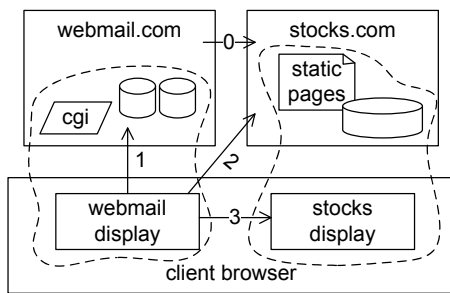 webmail.com
stocks.com
0
static
pages
cgi
1
2
webmail
display
3
stocks
display
client browser